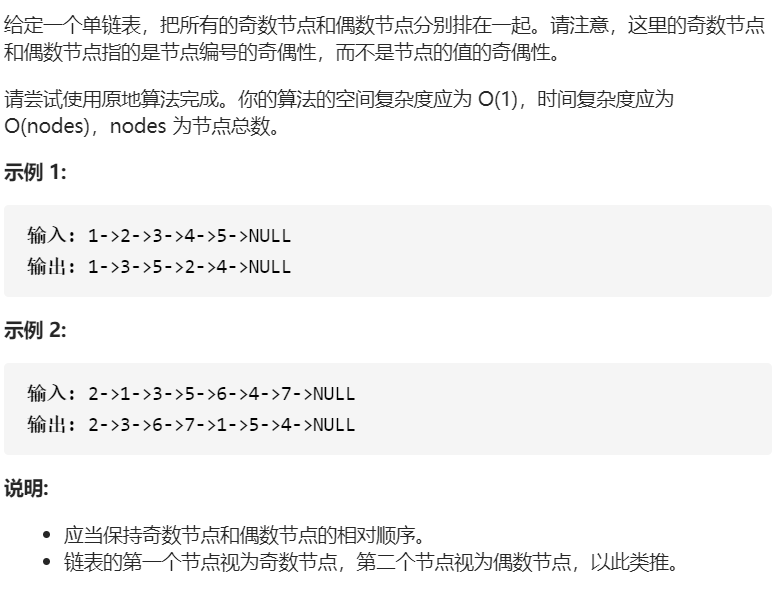 给定一个单链表，把所有的奇数节点和偶数节点分别排在一起。请注意，这里的奇数节点
和偶数节点指的是节点编号的奇偶性，而不是节点的值的奇偶性。
请尝试使用原地算法完成。你的算法的空间复杂度应为 O(1)，时间复杂度应为
O(nodes)，nodes 为节点总数。
示例 1:
输入: 1->2->3->4->5->NULL
输出: 1->3->5->2->4->NULL
示例 2:
输入: 2->1->3->5->6->4->7->NULL
输出: 2->3->6->7->1->5->4->NULL
说明:
• 应当保持奇数节点和偶数节点的相对顺序。
• 链表的第一个节点视为奇数节点，第二个节点视为偶数节点，以此类推。